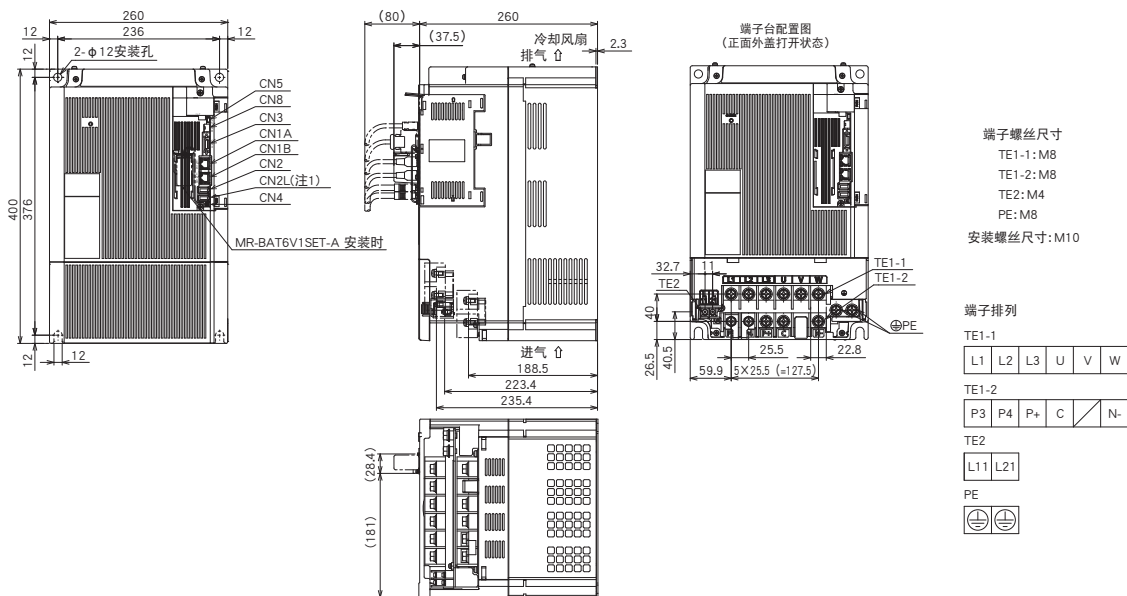 260
236
12
12
12
2-φ12安装孔
CN5
CN8
CN3
CN1A
CN1B
CN2
CN2L(注1)
CN4
MR-BAT6V1SET-A 安装时
400
376
12
12
(80)
260
(37.5)
冷却风扇
排气
2.3
进气
188.5
223.4
235.4
(28.4)
(181)
端子台配置图
(正面外盖打开状态)
32.7
11
L1 L2 L3 U V W
TE1-1
TE1-2
TE2
PE
40
40.5
26.5
P3 P4 P+ C N-
25.5
22.8
59.9
5×25.5 (=127.5)
端子螺丝尺寸
TE1-1:M8
TE1-2:M8
TE2:M4
PE:M8
安装螺丝尺寸:M10
端子排列
TE1-1
L1 L2 L3 U V W
TE1-2
P3 P4 P+ C N-
TE2
L11 L21
PE